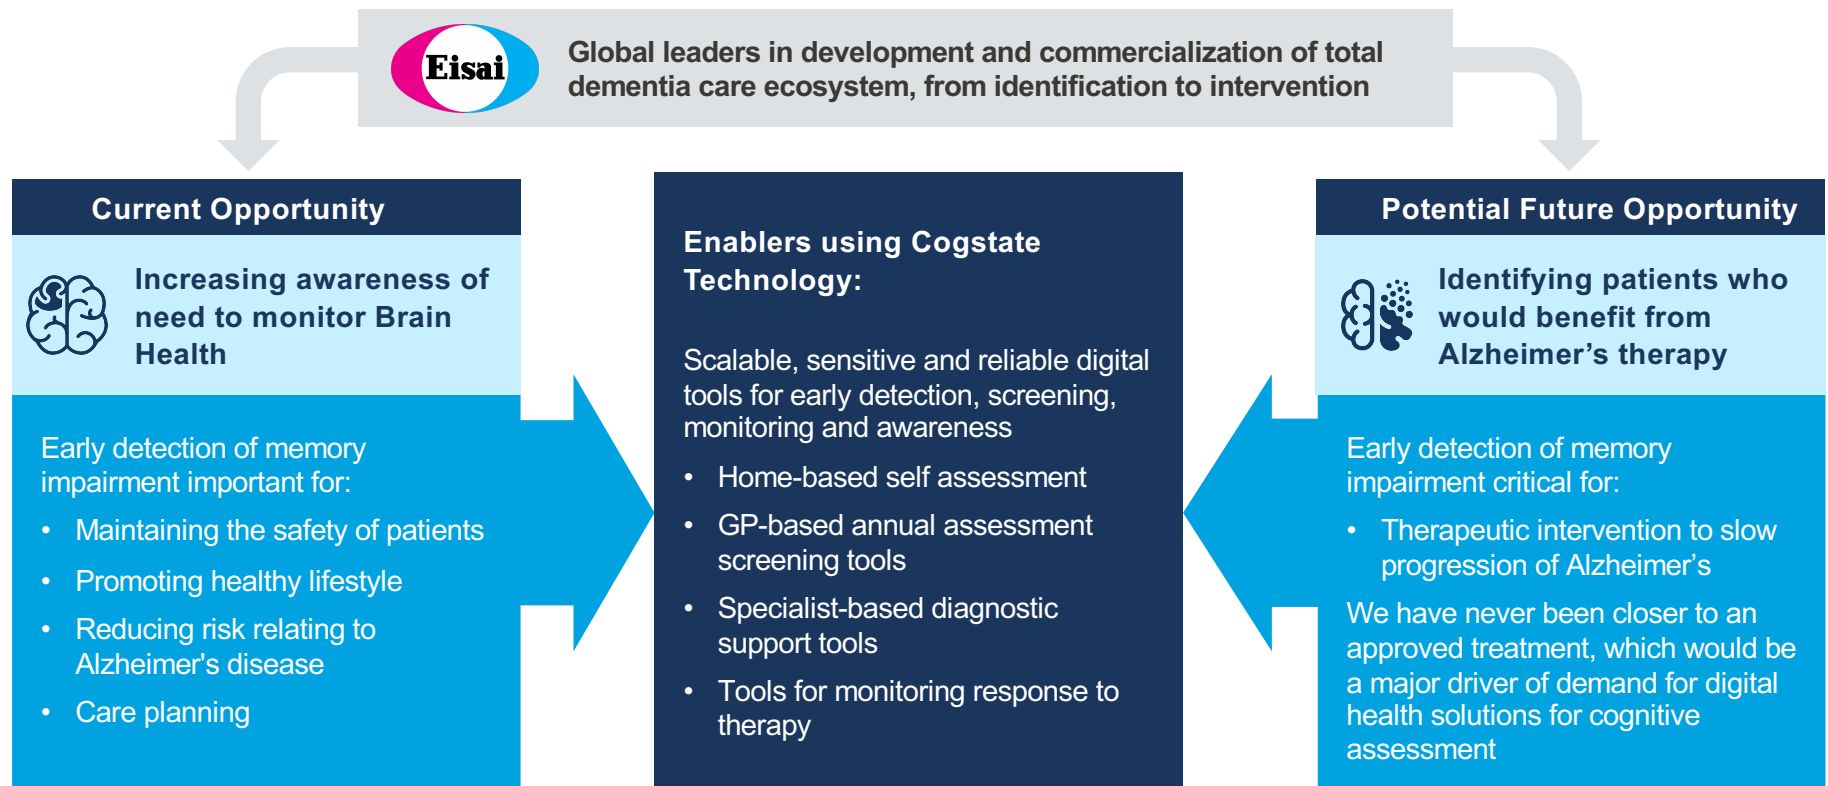 Eisai
Global leaders in development and commercialization of total
dementia care ecosystem, from identification to intervention
Current Opportunity
Increasing awareness of
need to monitor Brain
Health
Early detection of memory
impairment important for:
• Maintaining the safety of patients
• Promoting healthy lifestyle
• Reducing risk relating to
Alzheimer's disease
• Care planning
Enablers using Cogstate
Technology:
Scalable, sensitive and reliable digital
tools for early detection, screening,
monitoring and awareness
• Home-based self assessment
• GP-based annual assessment
screening tools
• Specialist-based diagnostic
support tools
• Tools for monitoring response to
therapy
Potential Future Opportunity
Identifying patients who
would benefit from
Alzheimer’s therapy
Early detection of memory
impairment critical for:
• Therapeutic intervention to slow
progression of Alzheimer’s
We have never been closer to an
approved treatment, which would be
a major driver of demand for digital
health solutions for cognitive
assessment